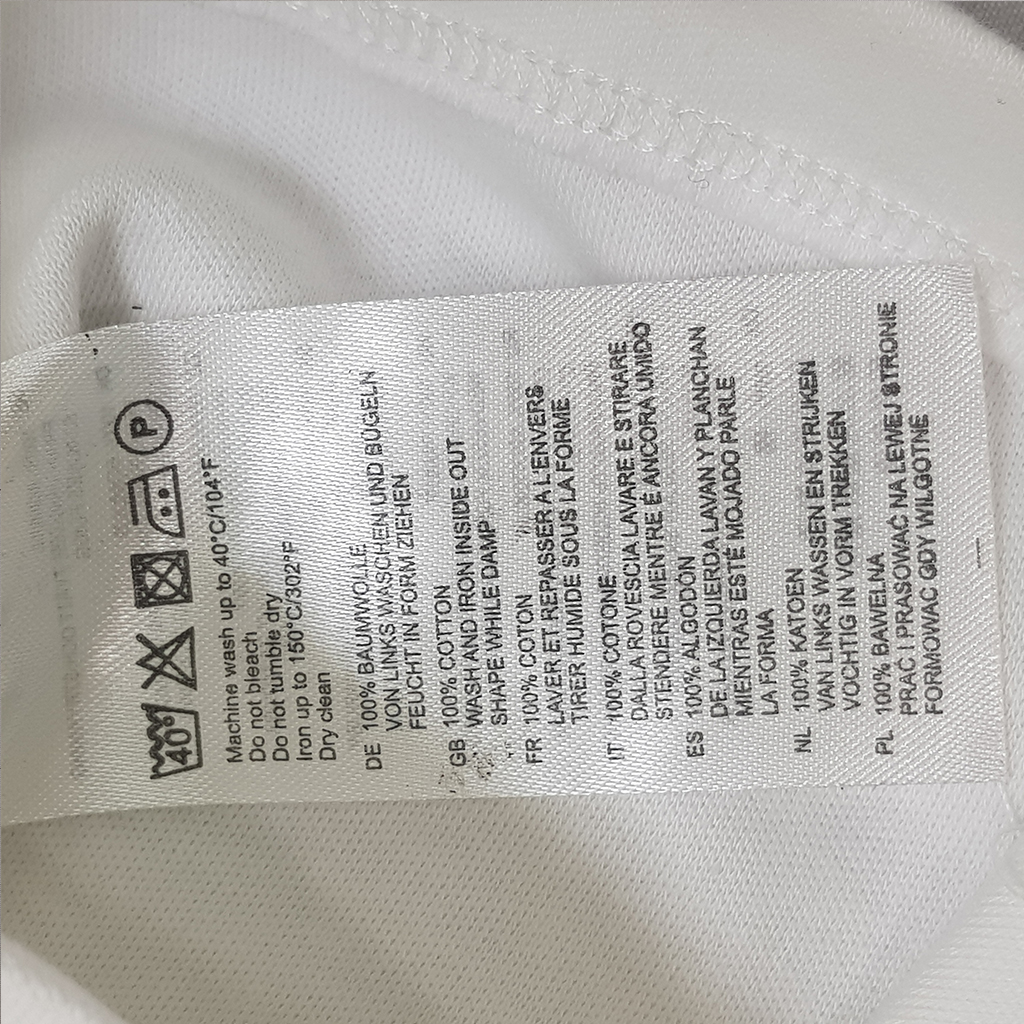 40°
P
Machine wash up to 40°C/104°F
Do not bleach
Do not tumble dry
Iron up to 150°C/302°F
Dry clean
DE 100% BAUMWOLLE
VON LINKS WASCHEN UND BÜGELN
FEUCHT IN FORM ZIEHEN
GB 100% COTTON
WASH AND IRON INSIDE OUT
SHAPE WHILE DAMP
FR 100% COTON
LAVER ET REPASSER A L'ENVERS
TIRER HUMIDE SOUS LA FORME
IT 100% COTONE
DALLA ROVESCIA LAVARE E STIRARE
STENDERE MENTRE É ANCORA UMIDO
ES 100% ALGODÓN
DE LA IZQUIERDA LAVAN Y PLANCHAN
MIENTRAS ESTÉ MOJADO PARLE
LA FORMA
NL 100% KATOEN
VAN LINKS WASSEN EN STRIJKEN
VOCHTIG IN VORM TREKKEN
PL 100% BAWEŁNA
PRAĆ I PRASOWAĆ NA LEWEJ STRONIE
FORMOWAĆ GDY WILGOTNE